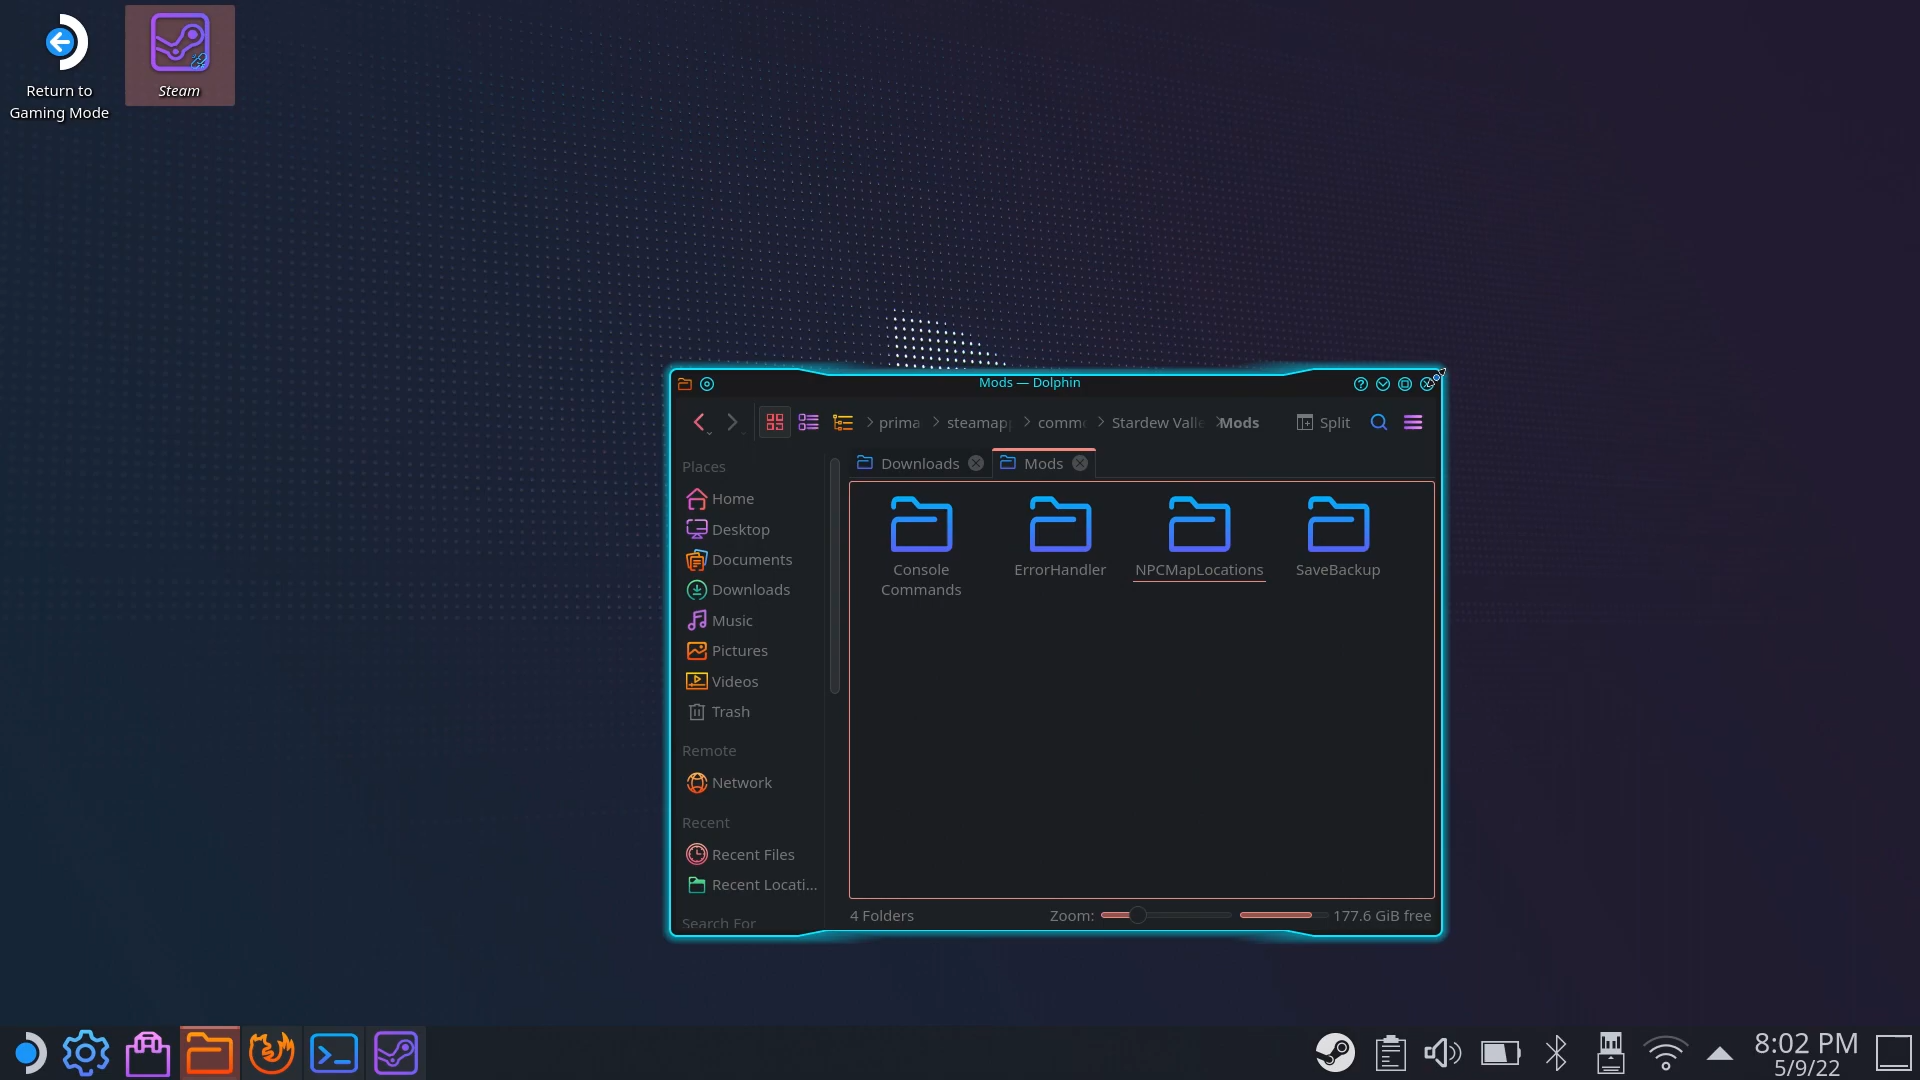 Return to
Gaming Mode
Steam
Mods — Dolphin
prima
steamapp
comme
Stardew Valle
Mods
Split
Places
Home
Desktop
Documents
Downloads
Music
Pictures
Videos
Trash
Remote
Network
Recent
Recent Files
Recent Locati...
Search For
Downloads
Mods
Console
Commands
ErrorHandler
NPCMapLocations
SaveBackup
4 Folders
Zoom:
177.6 GiB free
8:02 PM
5/9/22